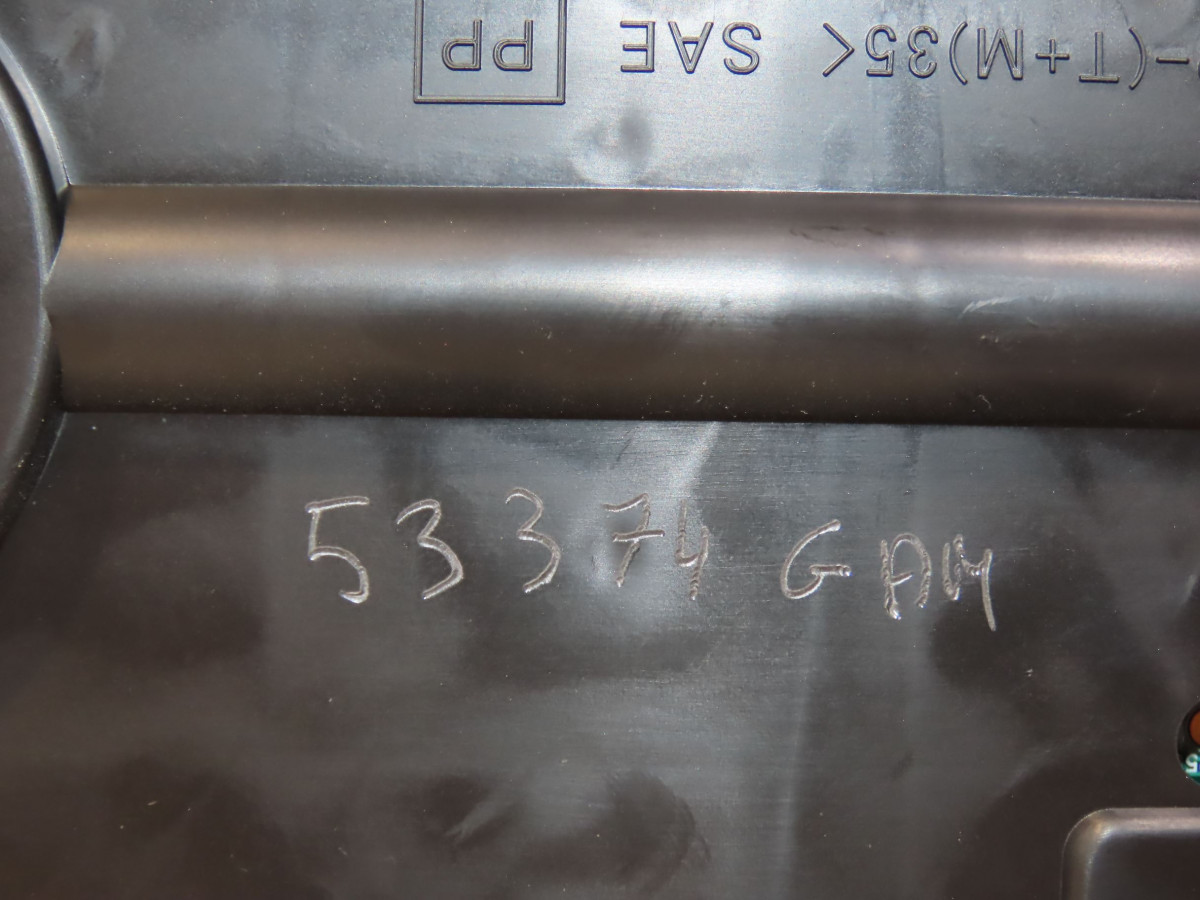 -(T+M)35< SAE PP
53374 GAM